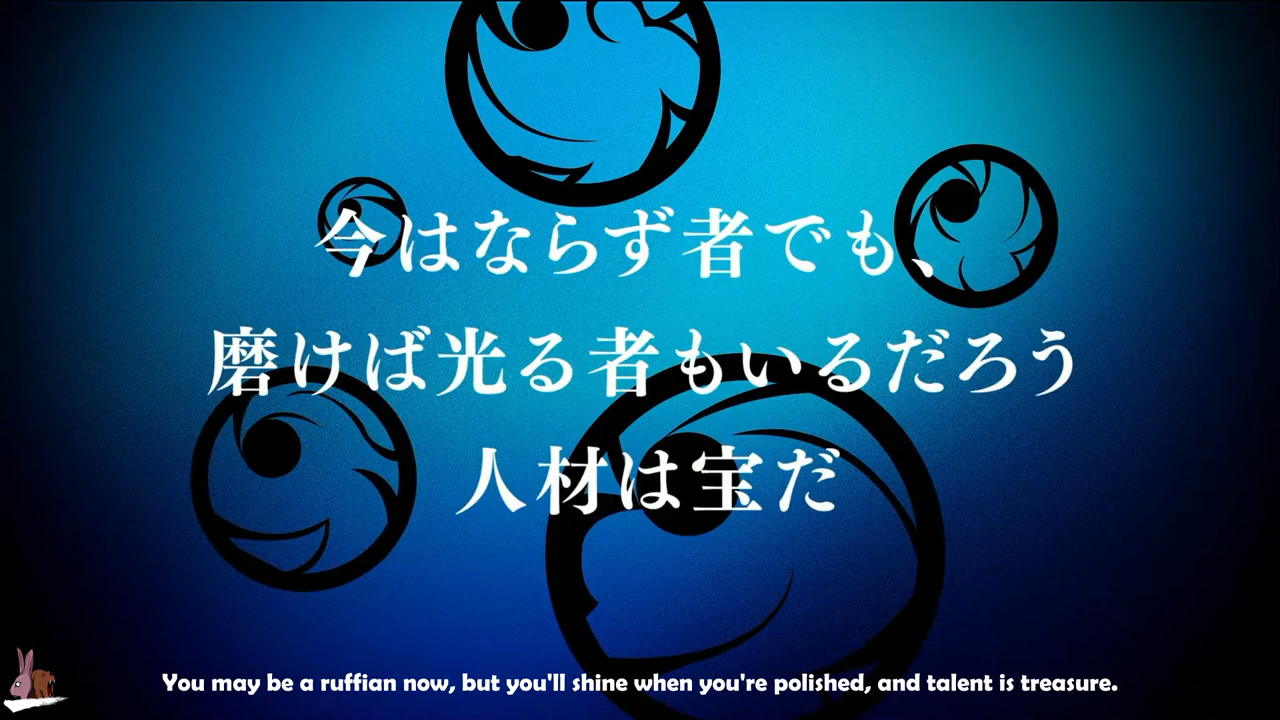 今はならず者でも、
磨けば光る者もいるだろう
人材は宝だ
You may be a ruffian now, but you'll shine when you're polished, and talent is treasure.